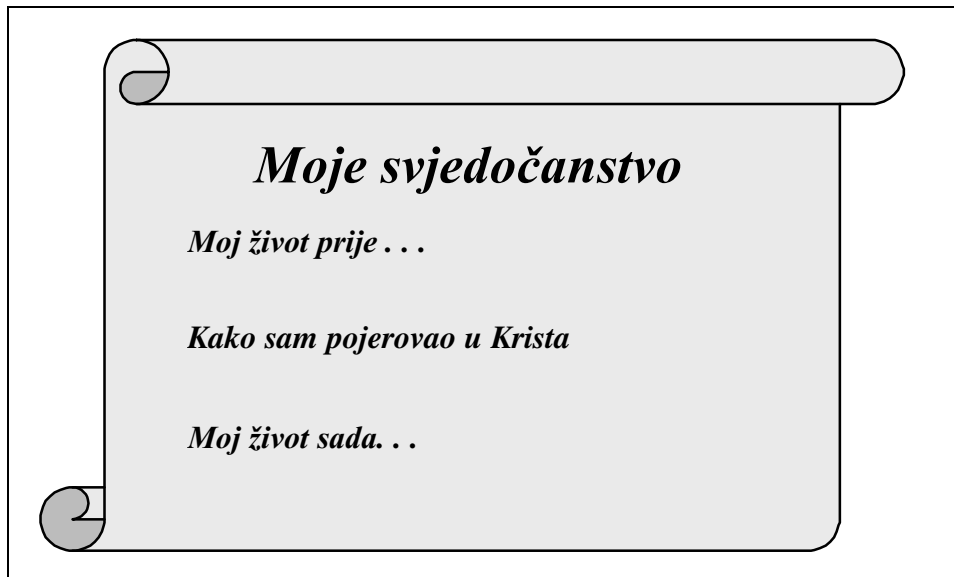 Moje svjedočanstvo
Moj život prije . . .
Kako sam pojerovao u Krista
Moj život sada. . .